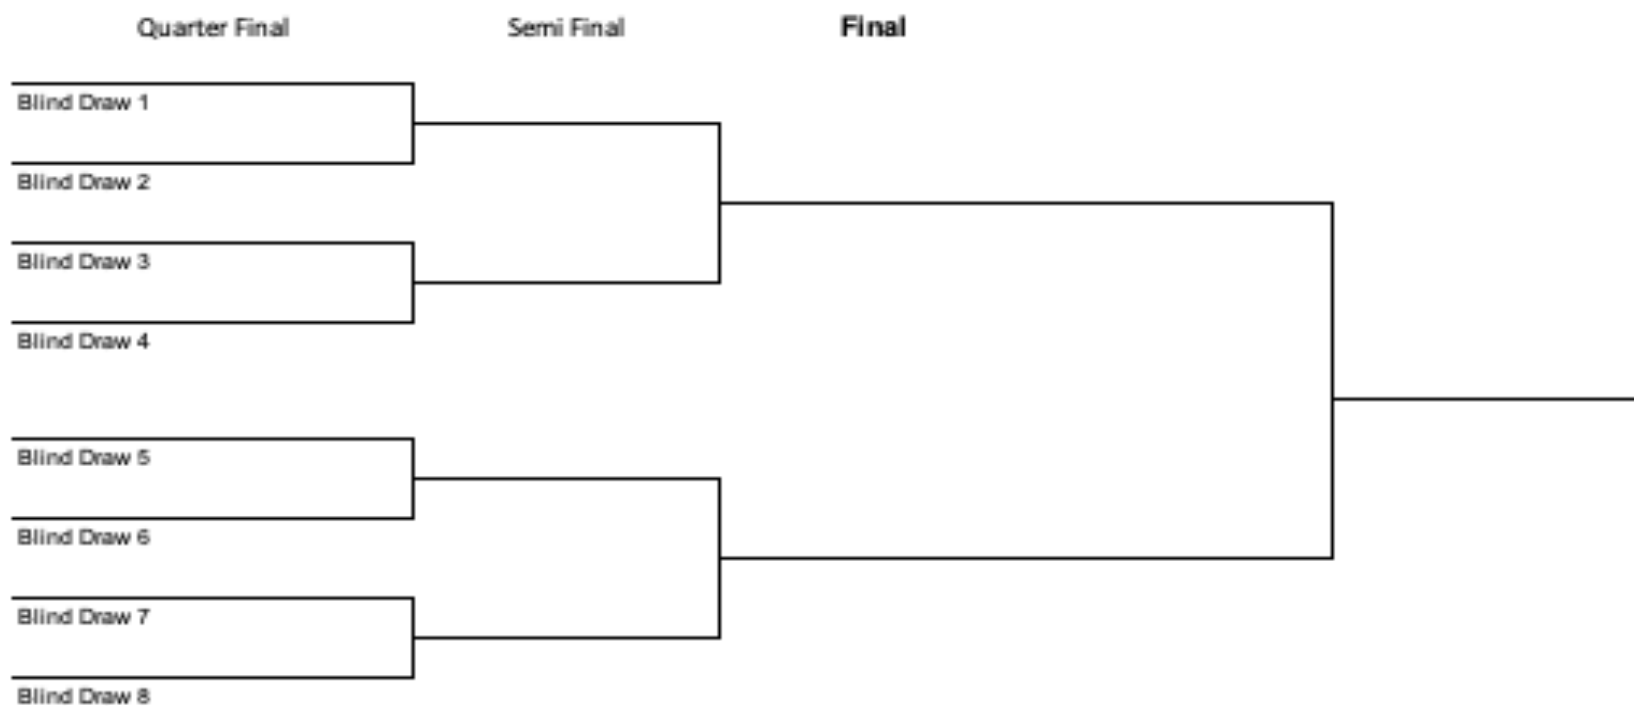 Quarter Final Semi Final Final
Blind Draw 1
Blind Draw 2
Blind Draw 3
Blind Draw 4
Blind Draw 5
Blind Draw 6
Blind Draw 7
Blind Draw 8